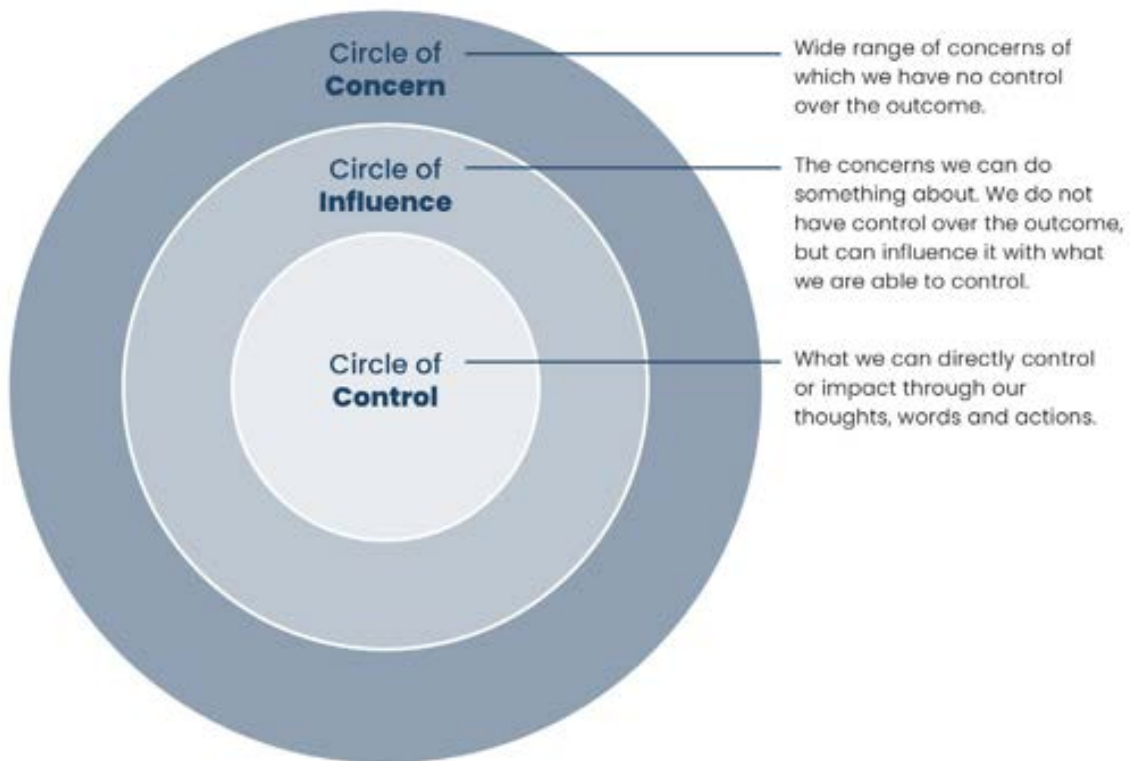 Circle of
Concern
Wide range of concerns of
which we have no control
over the outcome.
Circle of
Influence
The concerns we can do
something about. We do not
have control over the outcome,
but can influence it with what
we are able to control.
Circle of
Control
What we can directly control
or impact through our
thoughts, words and actions.